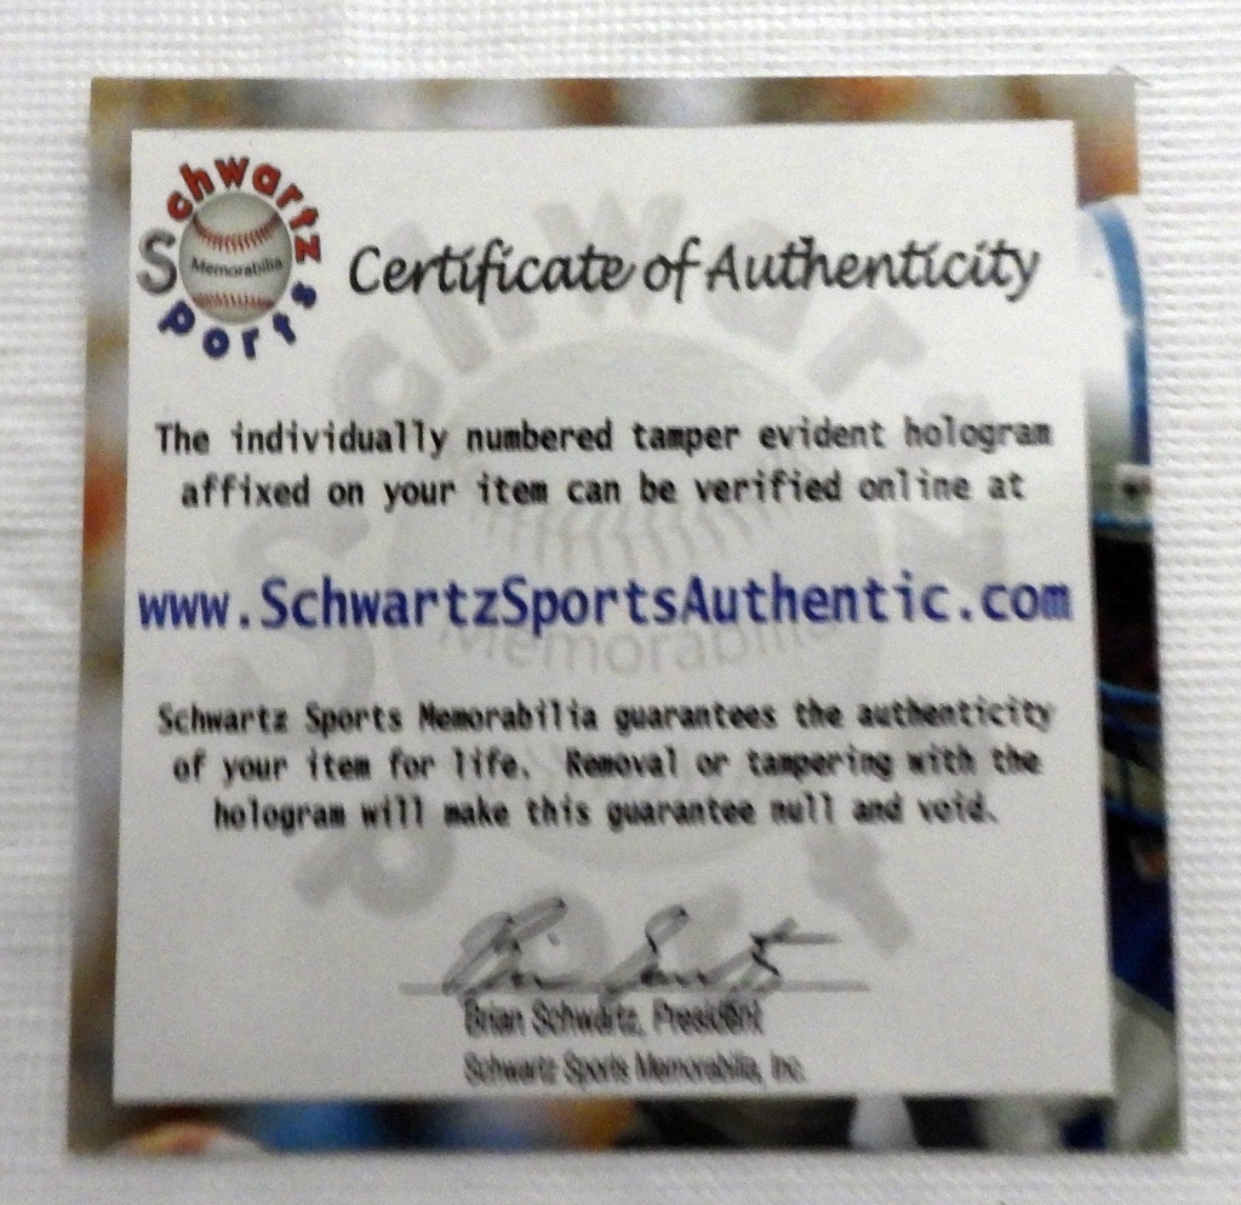 Schwartz
Sports
Memorabilia
Certificate of Authenticity
The individually numbered tamper evident hologram
affixed on your item can be verified online at
www.SchwartzSportsAuthentic.com
Schwartz Sports Memorabilia guarantees the authenticity
of your item for life. Removal or tampering with the
hologram will make this guarantee null and void.
Brian Schwartz, President
Schwartz Sports Memorabilia, Inc.